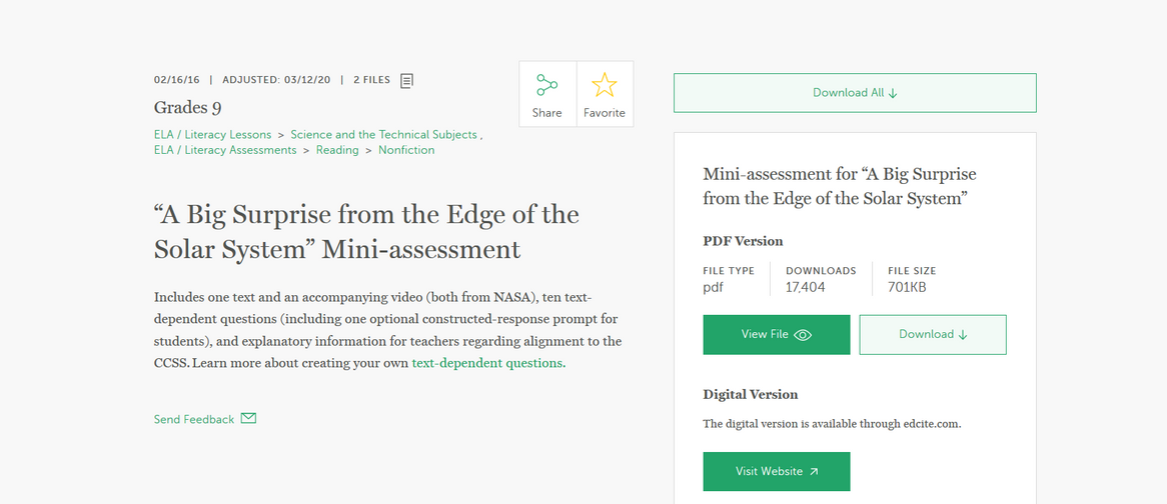 02/16/16 | ADJUSTED: 03/12/20 | 2 FILES
Grades 9
ELA / Literacy Lessons > Science and the Technical Subjects ,
ELA / Literacy Assessments > Reading > Nonfiction
Share
Favorite
“A Big Surprise from the Edge of the
Solar System” Mini-assessment
Includes one text and an accompanying video (both from NASA), ten text-
dependent questions (including one optional constructed-response prompt for
students), and explanatory information for teachers regarding alignment to the
CCSS. Learn more about creating your own text-dependent questions.
Send Feedback
Download All ↓
Mini-assessment for “A Big Surprise
from the Edge of the Solar System”
PDF Version
FILE TYPE
pdf
DOWNLOADS
17,404
FILE SIZE
701KB
View File
Download ↓
Digital Version
The digital version is available through edcite.com.
Visit Website ↗